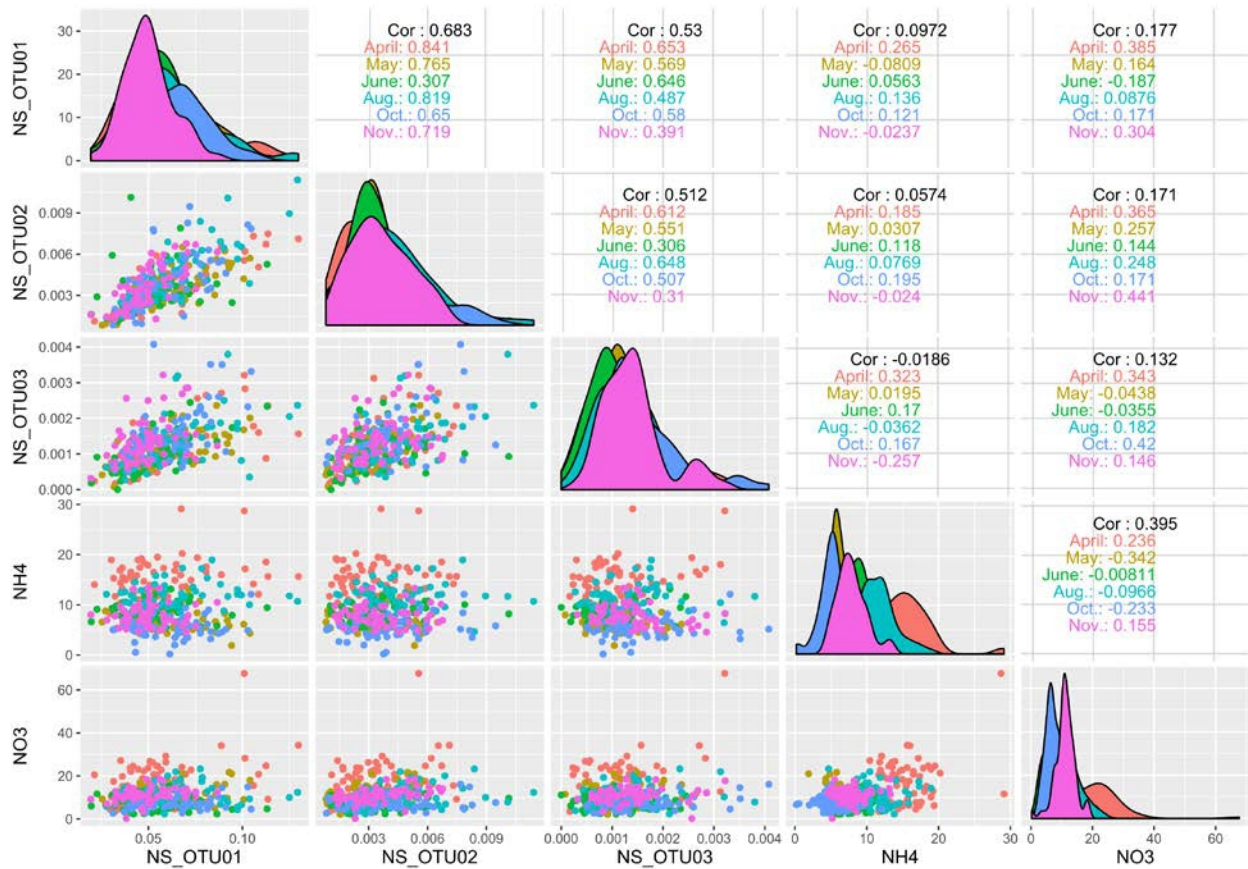 NS_OTU01
30
20
10
0
Cor : 0.683
April: 0.841
May: 0.765
June: 0.307
Aug.: 0.819
Oct.: 0.65
Nov.: 0.719
Cor : 0.53
April: 0.653
May: 0.569
June: 0.646
Aug.: 0.487
Oct.: 0.58
Nov.: 0.391
Cor : 0.0972
April: 0.265
May: -0.0809
June: 0.0563
Aug.: 0.136
Oct.: 0.121
Nov.: -0.0237
Cor : 0.177
April: 0.385
May: 0.164
June: -0.187
Aug.: 0.0876
Oct.: 0.171
Nov.: 0.304
NS_OTU02
0.009
0.006
0.003
Cor : 0.512
April: 0.612
May: 0.551
June: 0.306
Aug.: 0.648
Oct.: 0.507
Nov.: 0.31
Cor : 0.0574
April: 0.185
May: 0.0307
June: 0.118
Aug.: 0.0769
Oct.: 0.195
Nov.: -0.024
Cor : 0.171
April: 0.365
May: 0.257
June: 0.144
Aug.: 0.248
Oct.: 0.171
Nov.: 0.441
NS_OTU03
0.004
0.003
0.002
0.001
0.000
Cor : -0.0186
April: 0.323
May: 0.0195
June: 0.17
Aug.: -0.0362
Oct.: 0.167
Nov.: -0.257
Cor : 0.132
April: 0.343
May: -0.0438
June: -0.0355
Aug.: 0.182
Oct.: 0.42
Nov.: 0.146
NH4
30
20
10
0
Cor : 0.395
April: 0.236
May: -0.342
June: -0.00811
Aug.: -0.0966
Oct.: -0.233
Nov.: 0.155
NO3
60
40
20
0
0.05 0.10
0.003 0.006 0.009
0.000 0.001 0.002 0.003 0.004
0 10 20 30
0 20 40 60
NS_OTU01 NS_OTU02 NS_OTU03 NH4 NO3